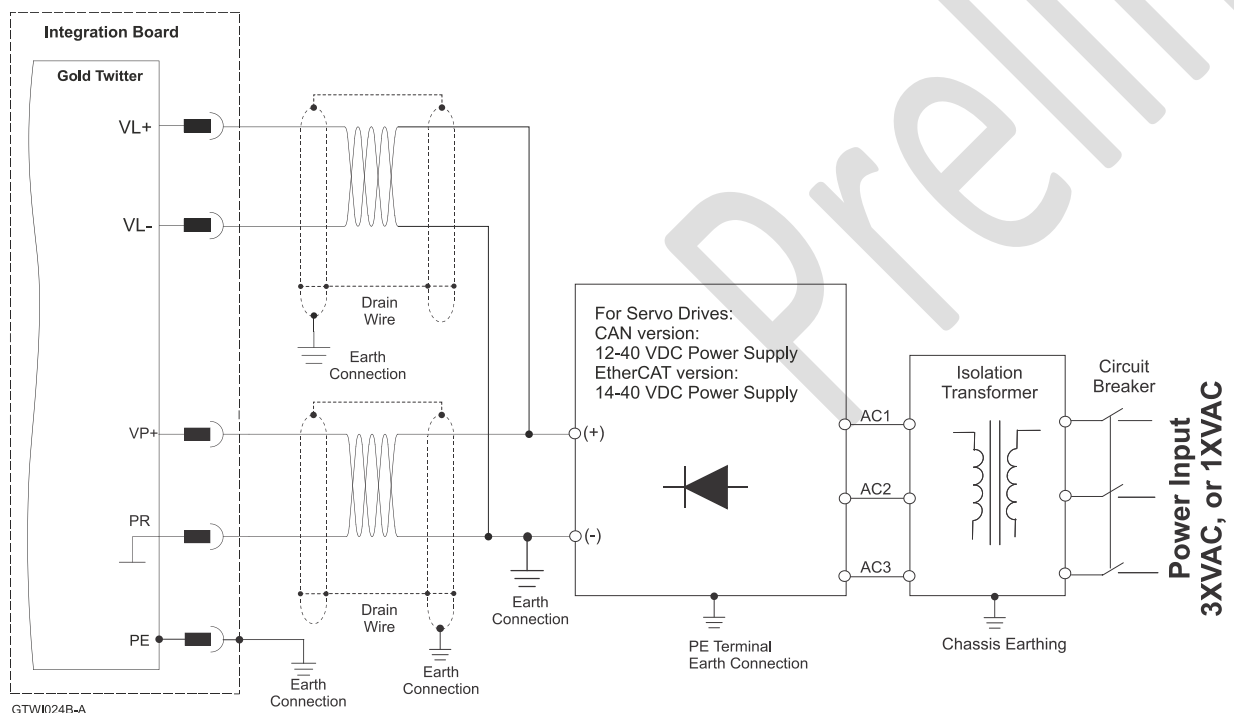 Integration Board
Gold Twitter
VL+
VL-
Drain
Wire
Earth
Connection
VP+
PR
PE
Drain
Wire
Earth
Connection
Earth
Connection
Earth
Connection
(+)
(-)
For Servo Drives:
CAN version:
12-40 VDC Power Supply
EtherCAT version:
14-40 VDC Power Supply
PE Terminal
Earth Connection
AC1
AC2
AC3
Isolation
Transformer
Chassis Earthing
Circuit
Breaker
Power Input
3XVAC, or 1XVAC
GTWI024B-A